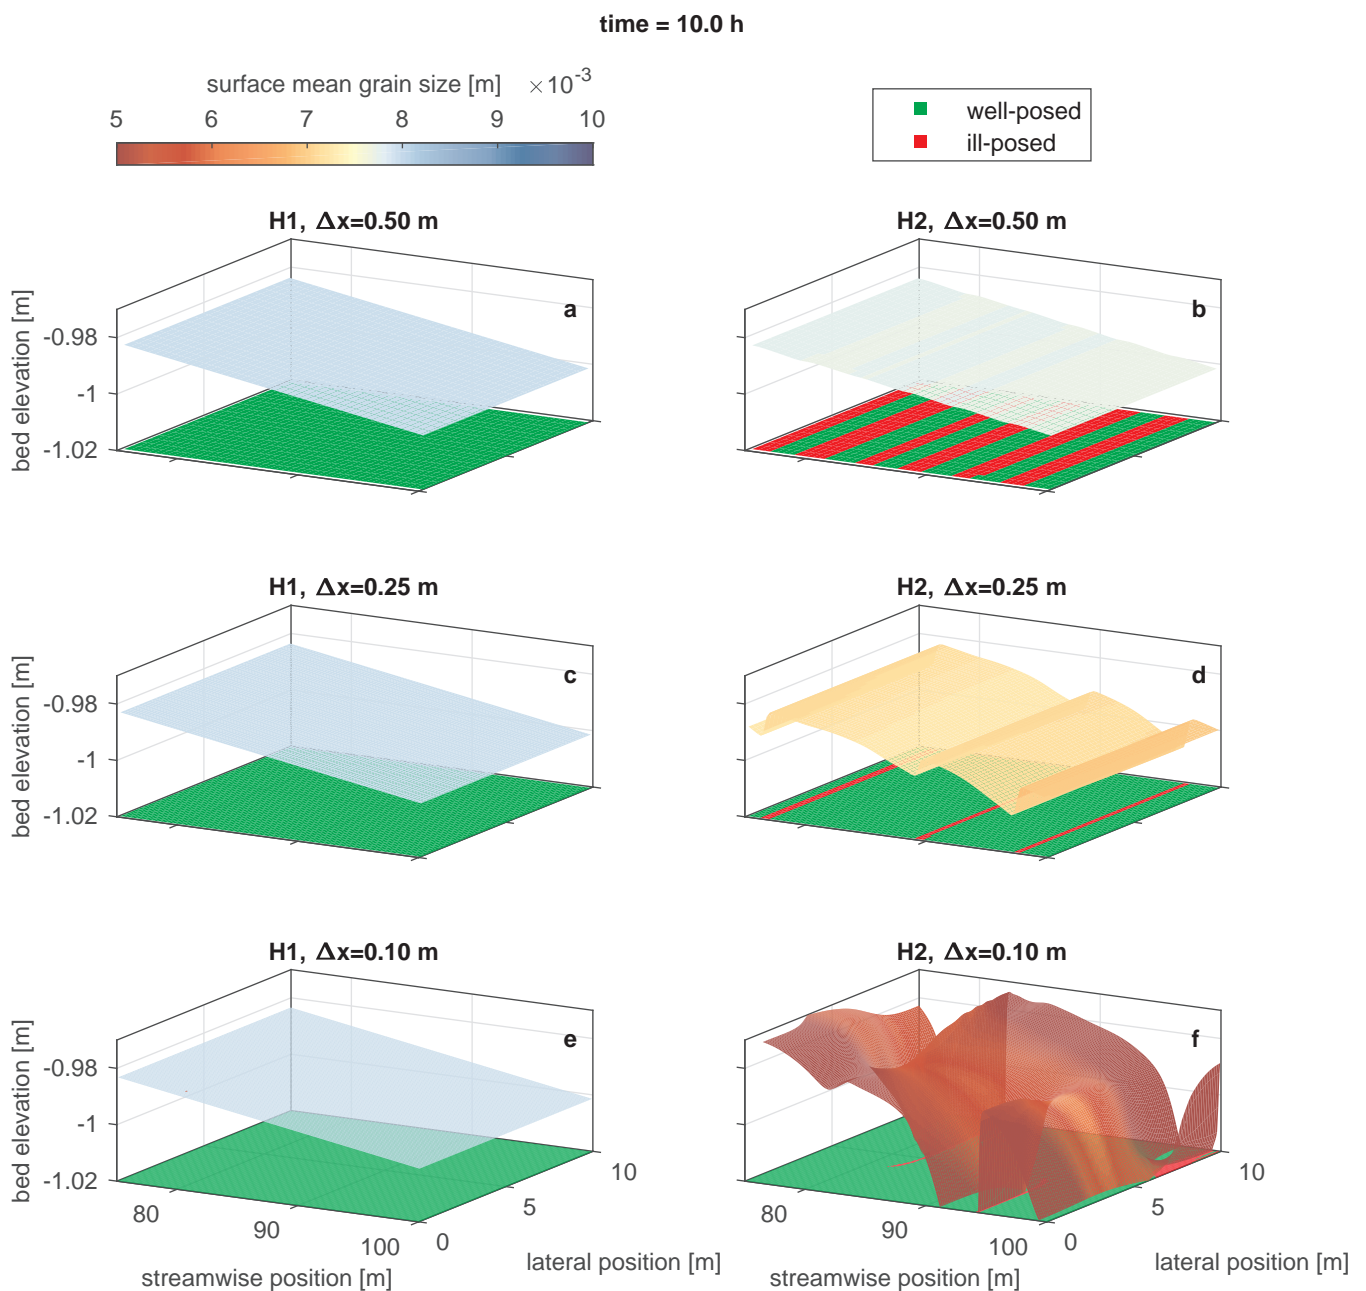 time = 10.0 h
surface mean grain size [m] ×10^-3
5 6 7 8 9 10
well-posed
ill-posed
H1, Δx=0.50 m
H2, Δx=0.50 m
a
b
bed elevation [m]
-0.98
-1
-1.02
H1, Δx=0.25 m
H2, Δx=0.25 m
c
d
bed elevation [m]
-0.98
-1
-1.02
H1, Δx=0.10 m
H2, Δx=0.10 m
e
f
bed elevation [m]
-0.98
-1
-1.02
80 90 100
0 5 10
streamwise position [m]
lateral position [m]
80 90 100
0 5 10
streamwise position [m]
lateral position [m]